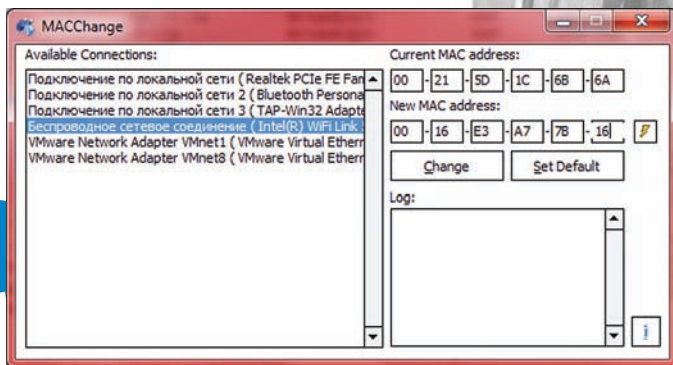 MACChange
Available Connections:
Подключение по локальной сети ( Realtek PCIe FE Fam
Подключение по локальной сети 2 ( Bluetooth Persona
Подключение по локальной сети 3 ( TAP-Win32 Adapte
Беспроводное сетевое соединение ( Intel(R) WiFi Link
VMware Network Adapter VMnet1 ( VMware Virtual Ethern
VMware Network Adapter VMnet8 ( VMware Virtual Ethern
Current MAC address:
00 - 21 - 5D - 1C - 6B - 6A
New MAC address:
00 - 16 - E3 - A7 - 7B - 16
Change Set Default
Log:
i